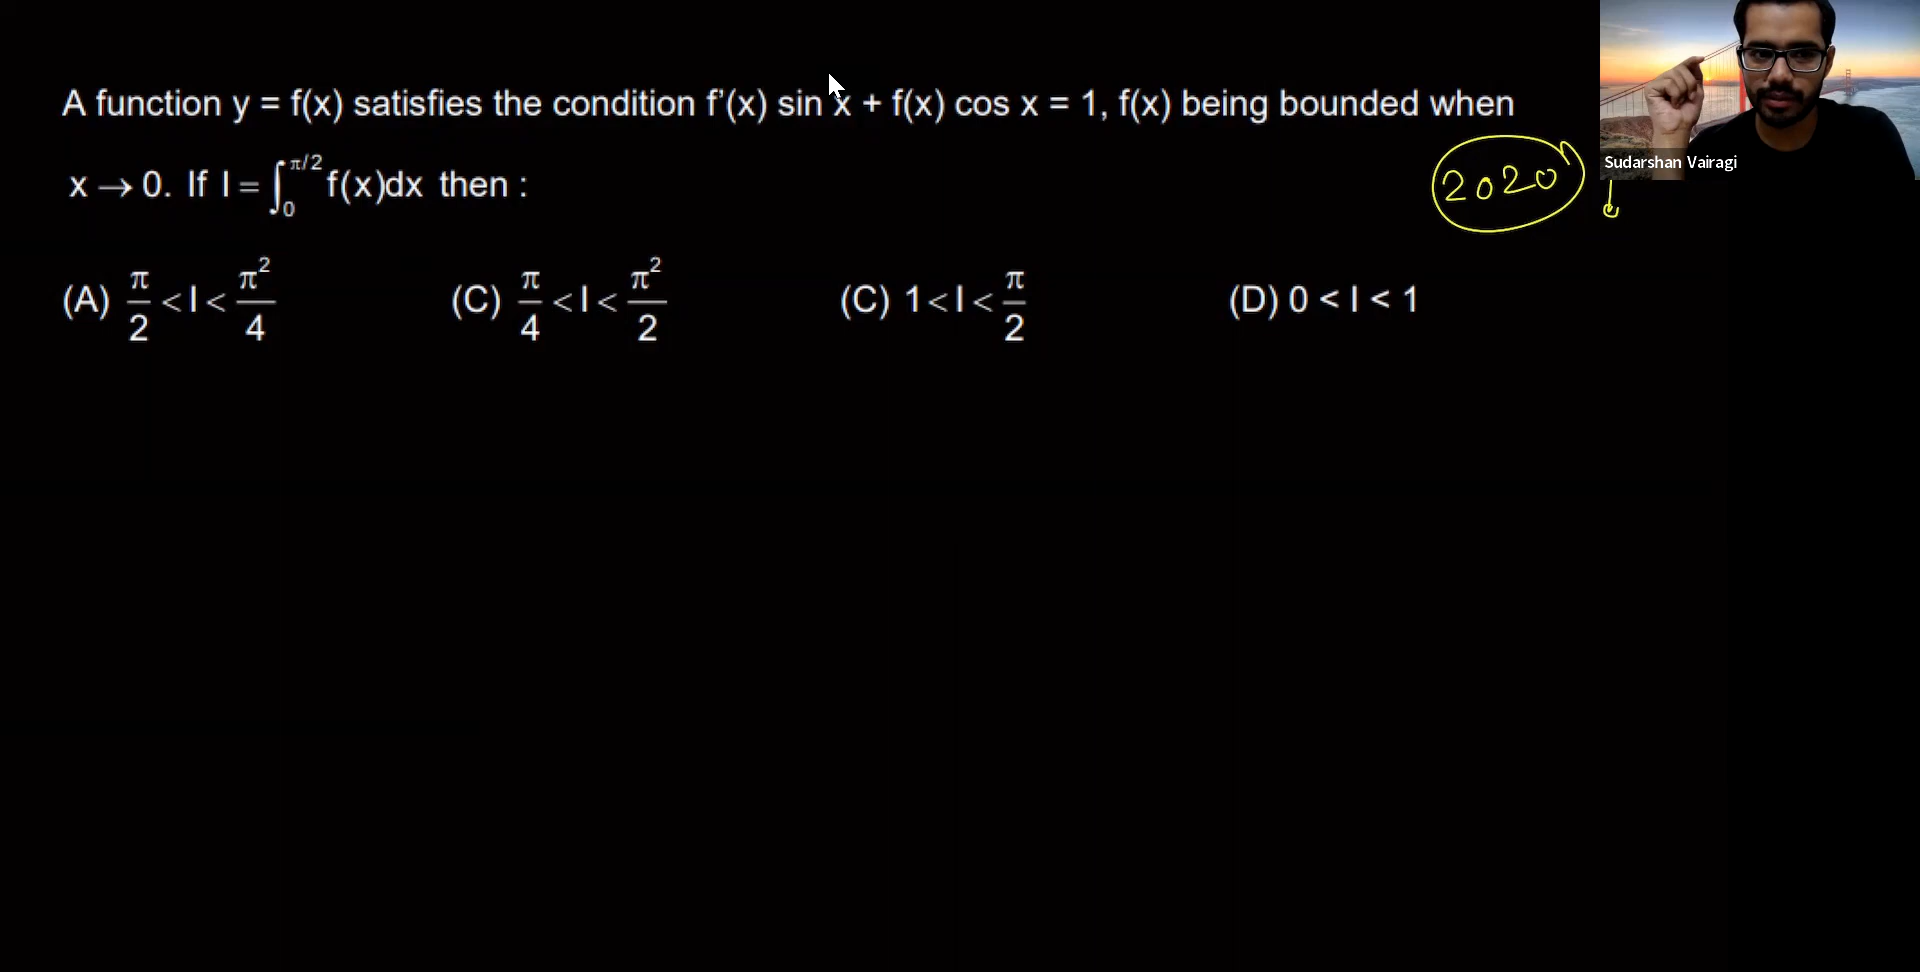 A function y = f(x) satisfies the condition f'(x) sin x + f(x) cos x = 1, f(x) being bounded when
x → 0. If I = ∫₀^{π/2} f(x)dx then :
2020
Sudarshan Vairagi
(A) π/2 < I < π²/4 (C) π/4 < I < π²/2 (C) 1 < I < π/2 (D) 0 < I < 1